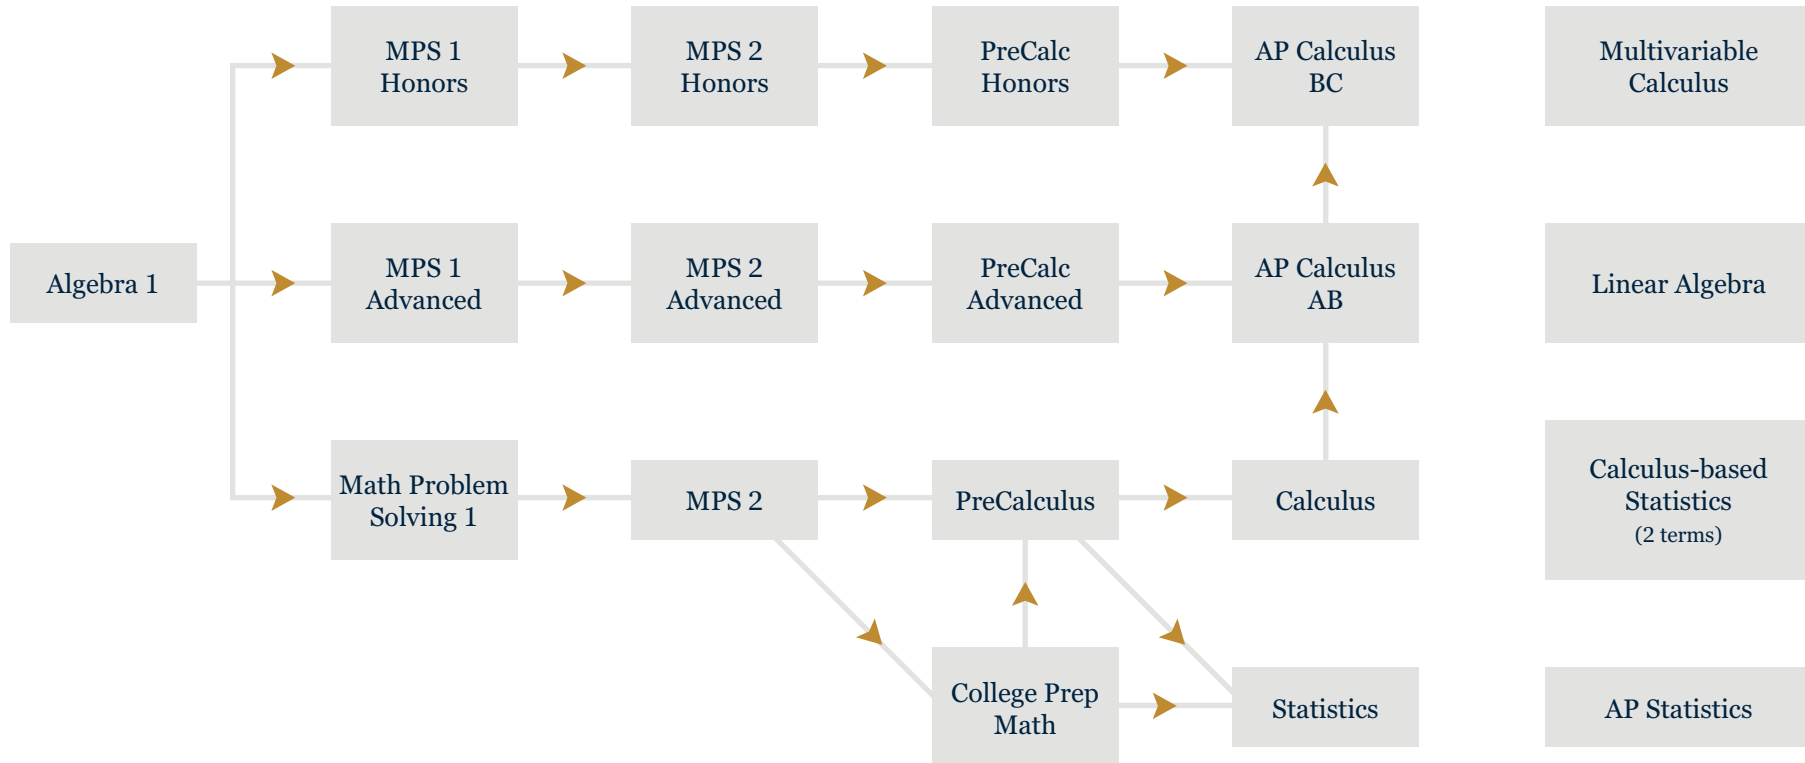 MPS 1
Honors
MPS 2
Honors
PreCalc
Honors
AP Calculus
BC
Multivariable
Calculus
Algebra 1
MPS 1
Advanced
MPS 2
Advanced
PreCalc
Advanced
AP Calculus
AB
Linear Algebra
Math Problem
Solving 1
MPS 2
PreCalculus
Calculus
Calculus-based
Statistics
(2 terms)
College Prep
Math
Statistics
AP Statistics